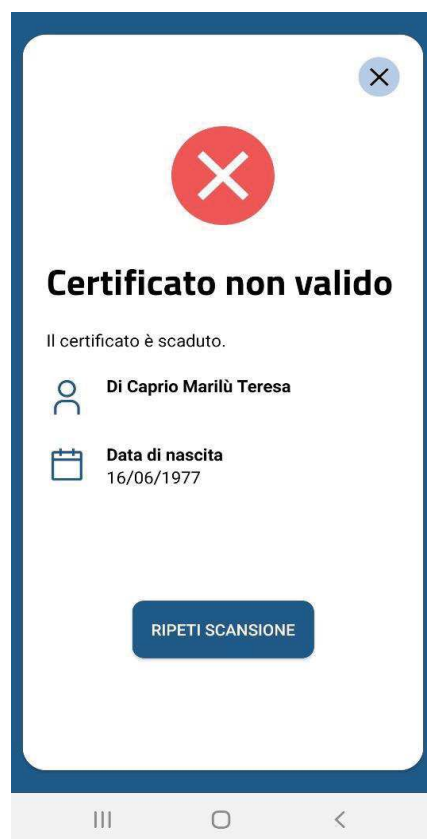 Certificato non valido
Il certificato è scaduto.
Di Caprio Marilù Teresa
Data di nascita
16/06/1977
RIPETI SCANSIONE